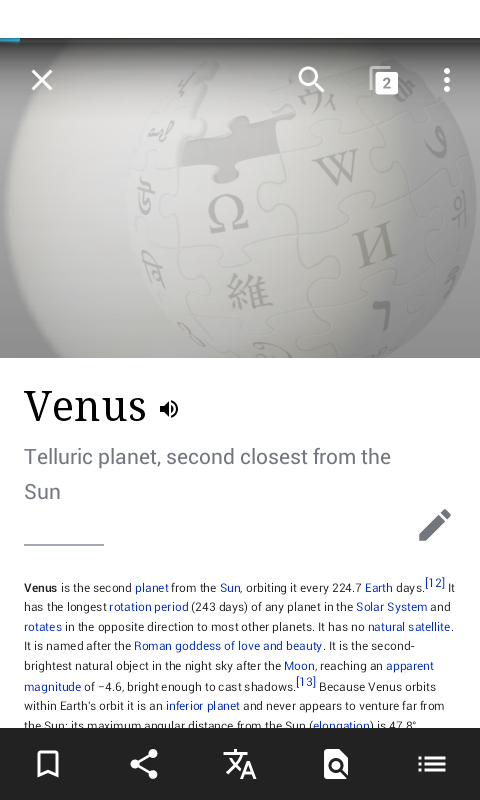 2
ウィ
W
Ω
И
維
Venus
Telluric planet, second closest from the
Sun
Venus is the second planet from the Sun, orbiting it every 224.7 Earth days.[12] It
has the longest rotation period (243 days) of any planet in the Solar System and
rotates in the opposite direction to most other planets. It has no natural satellite.
It is named after the Roman goddess of love and beauty. It is the second-
brightest natural object in the night sky after the Moon, reaching an apparent
magnitude of −4.6, bright enough to cast shadows.[13] Because Venus orbits
within Earth's orbit it is an inferior planet and never appears to venture far from
the Sun: its maximum angular distance from the Sun (elongation) is 47.8°.